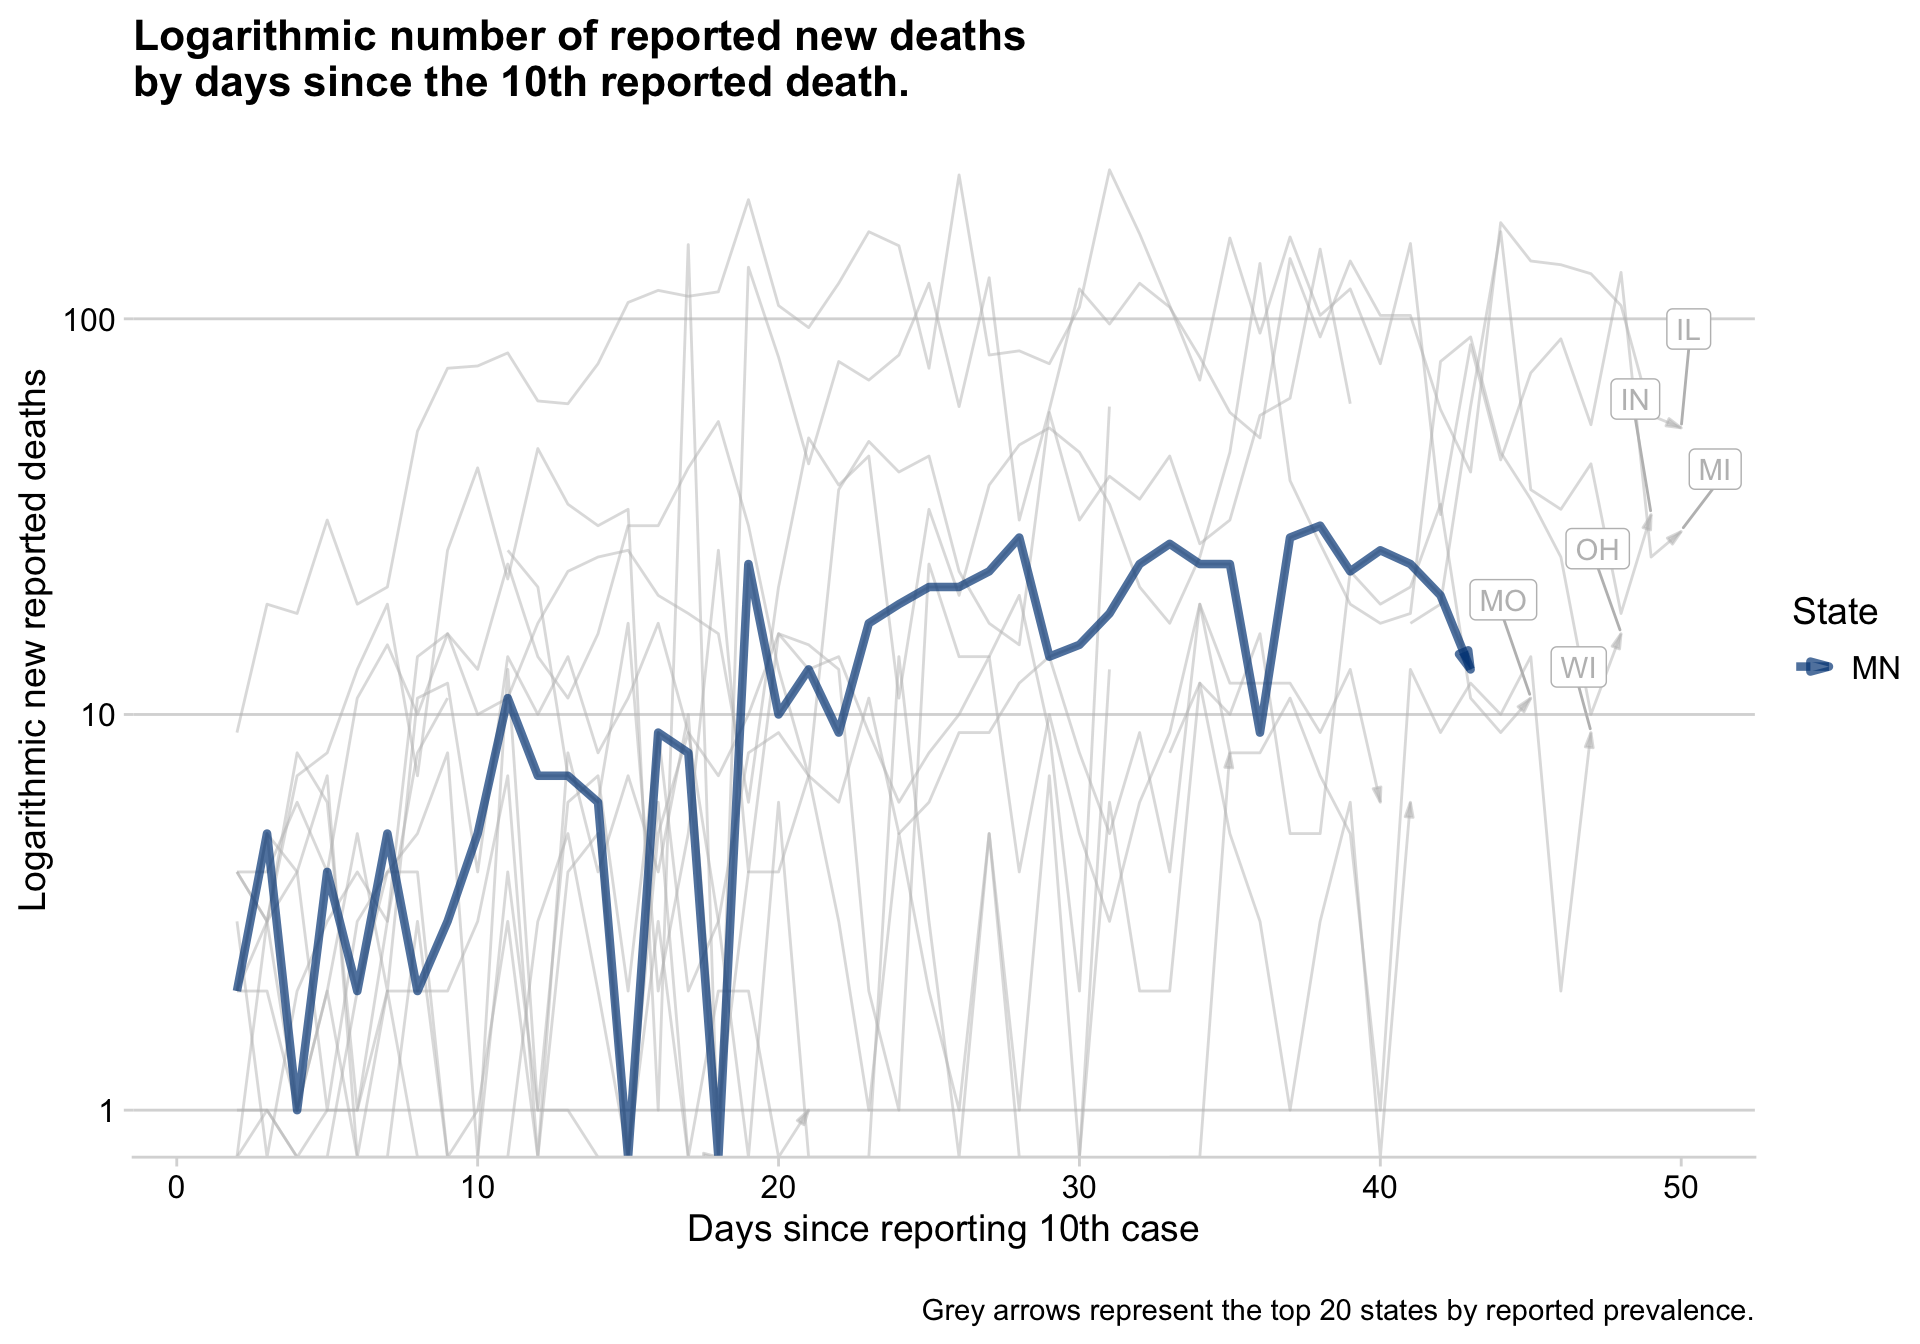 Logarithmic number of reported new deaths
by days since the 10th reported death.
Logarithmic new reported deaths
100
10
1
IL
IN
MI
OH
MO
WI
State
MN
0 10 20 30 40 50
Days since reporting 10th case
Grey arrows represent the top 20 states by reported prevalence.